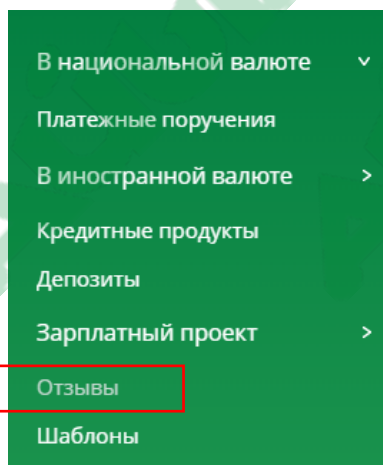 В национальной валюте
Платежные поручения
В иностранной валюте
Кредитные продукты
Депозиты
Зарплатный проект
Отзывы
Шаблоны